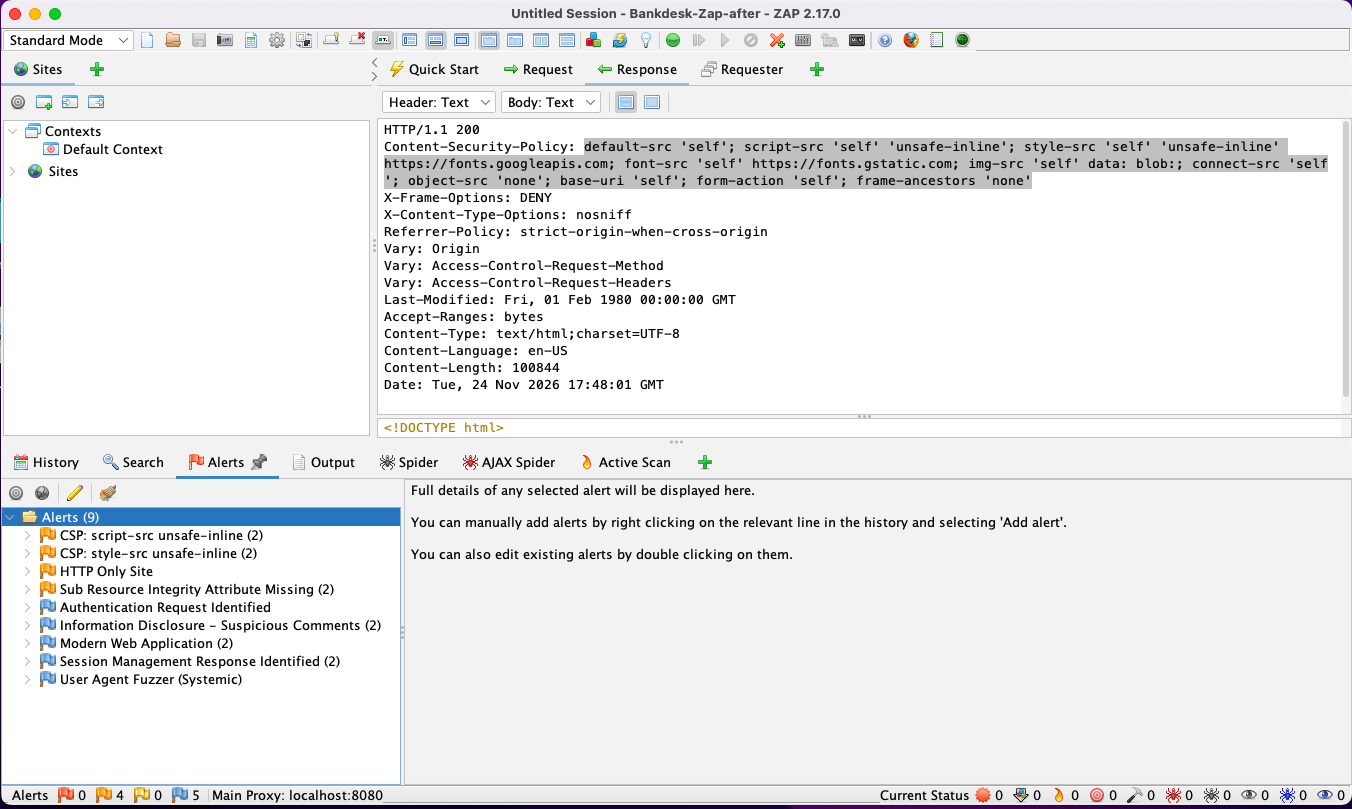 Untitled Session - Bankdesk-Zap-after - ZAP 2.17.0
Standard Mode
Sites
Quick Start
Request
Response
Requester
Header: Text
Body: Text
Contexts
Default Context
Sites
HTTP/1.1 200
Content-Security-Policy: default-src 'self'; script-src 'self' 'unsafe-inline'; style-src 'self' 'unsafe-inline'
https://fonts.googleapis.com; font-src 'self' https://fonts.gstatic.com; img-src 'self' data: blob:; connect-src 'self
'; object-src 'none'; base-uri 'self'; form-action 'self'; frame-ancestors 'none'
X-Frame-Options: DENY
X-Content-Type-Options: nosniff
Referrer-Policy: strict-origin-when-cross-origin
Vary: Origin
Vary: Access-Control-Request-Method
Vary: Access-Control-Request-Headers
Last-Modified: Fri, 01 Feb 1980 00:00:00 GMT
Accept-Ranges: bytes
Content-Type: text/html;charset=UTF-8
Content-Language: en-US
Content-Length: 100844
Date: Tue, 24 Nov 2026 17:48:01 GMT
<!DOCTYPE html>
History
Search
Alerts
Output
Spider
AJAX Spider
Active Scan
Alerts (9)
CSP: script-src unsafe-inline (2)
CSP: style-src unsafe-inline (2)
HTTP Only Site
Sub Resource Integrity Attribute Missing (2)
Authentication Request Identified
Information Disclosure - Suspicious Comments (2)
Modern Web Application (2)
Session Management Response Identified (2)
User Agent Fuzzer (Systemic)
Full details of any selected alert will be displayed here.
You can manually add alerts by right clicking on the relevant line in the history and selecting 'Add alert'.
You can also edit existing alerts by double clicking on them.
Alerts 0 4 0 5 Main Proxy: localhost:8080
Current Status 0 0 0 0 0 0 0 0 0 0